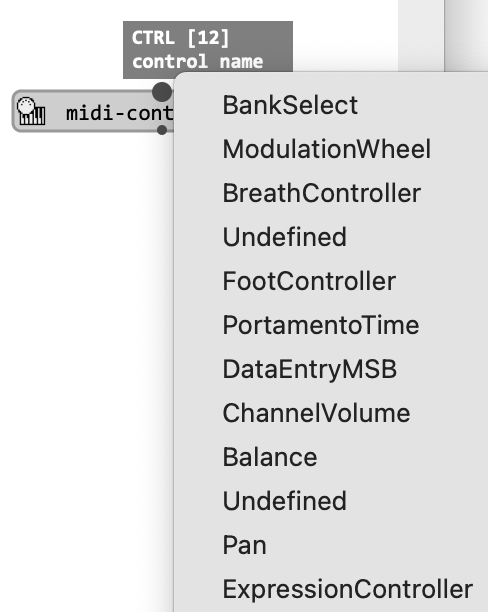 CTRL [12]
control name
midi-cont
BankSelect
ModulationWheel
BreathController
Undefined
FootController
PortamentoTime
DataEntryMSB
ChannelVolume
Balance
Undefined
Pan
ExpressionController